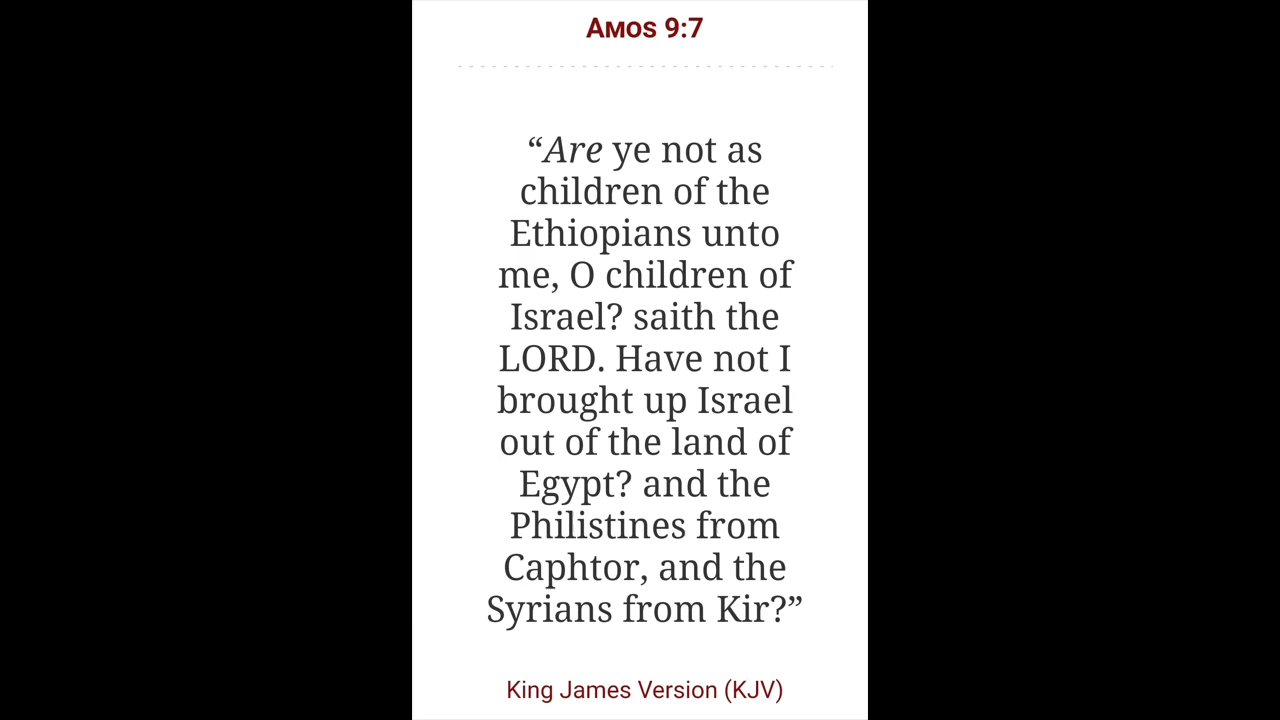 Amos 9:7
“Are ye not as
children of the
Ethiopians unto
me, O children of
Israel? saith the
LORD. Have not I
brought up Israel
out of the land of
Egypt? and the
Philistines from
Caphtor, and the
Syrians from Kir?”
King James Version (KJV)